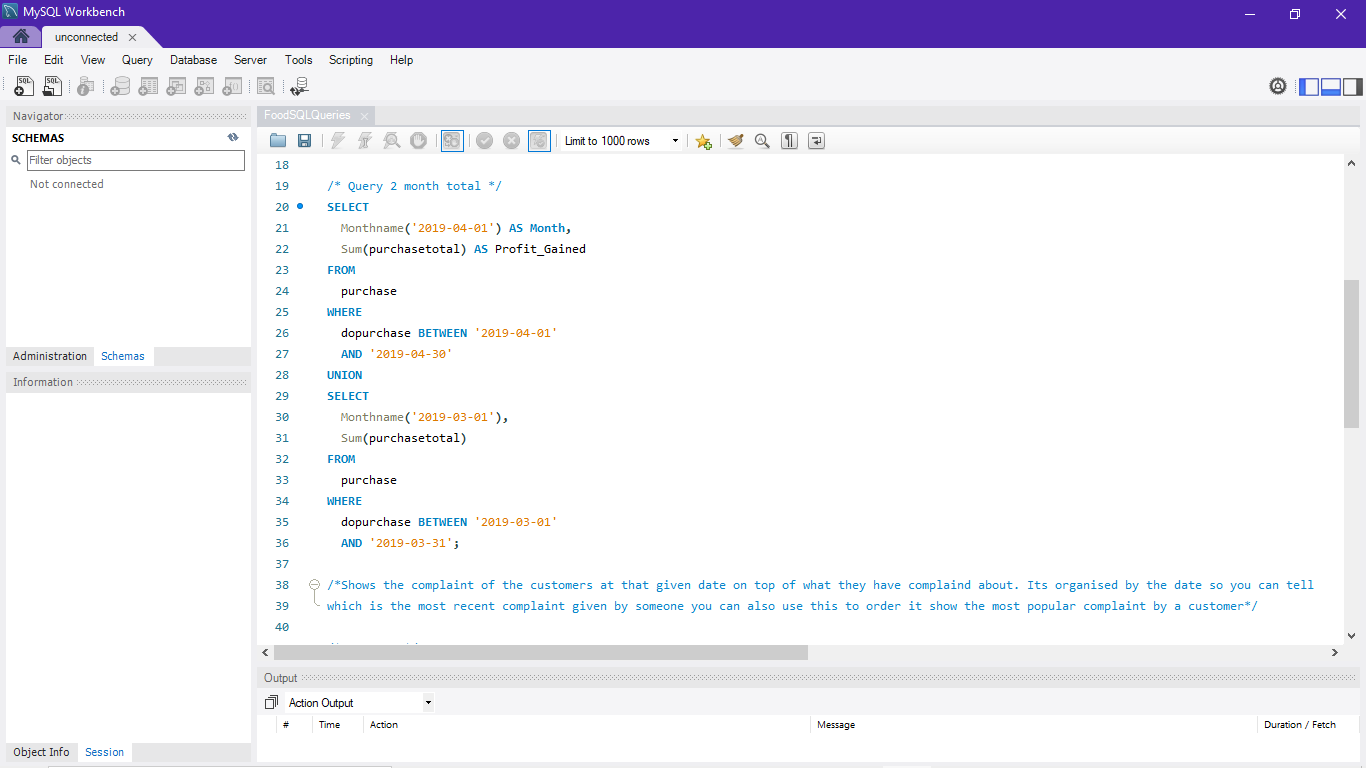 MySQL Workbench
unconnected
File Edit View Query Database Server Tools Scripting Help
SQL SQL
Navigator
SCHEMAS
Filter objects
Not connected
Administration Schemas
Information
Object Info Session
FoodSQLQueries
Limit to 1000 rows
18
19 /* Query 2 month total */
20 SELECT
21 Monthname('2019-04-01') AS Month,
22 Sum(purchasetotal) AS Profit_Gained
23 FROM
24 purchase
25 WHERE
26 dopurchase BETWEEN '2019-04-01'
27 AND '2019-04-30'
28 UNION
29 SELECT
30 Monthname('2019-03-01'),
31 Sum(purchasetotal)
32 FROM
33 purchase
34 WHERE
35 dopurchase BETWEEN '2019-03-01'
36 AND '2019-03-31';
37
38 /*Shows the complaint of the customers at that given date on top of what they have complaind about. Its organised by the date so you can tell
39 which is the most recent complaint given by someone you can also use this to order it show the most popular complaint by a customer*/
40
Output
Action Output
# Time Action Message Duration / Fetch